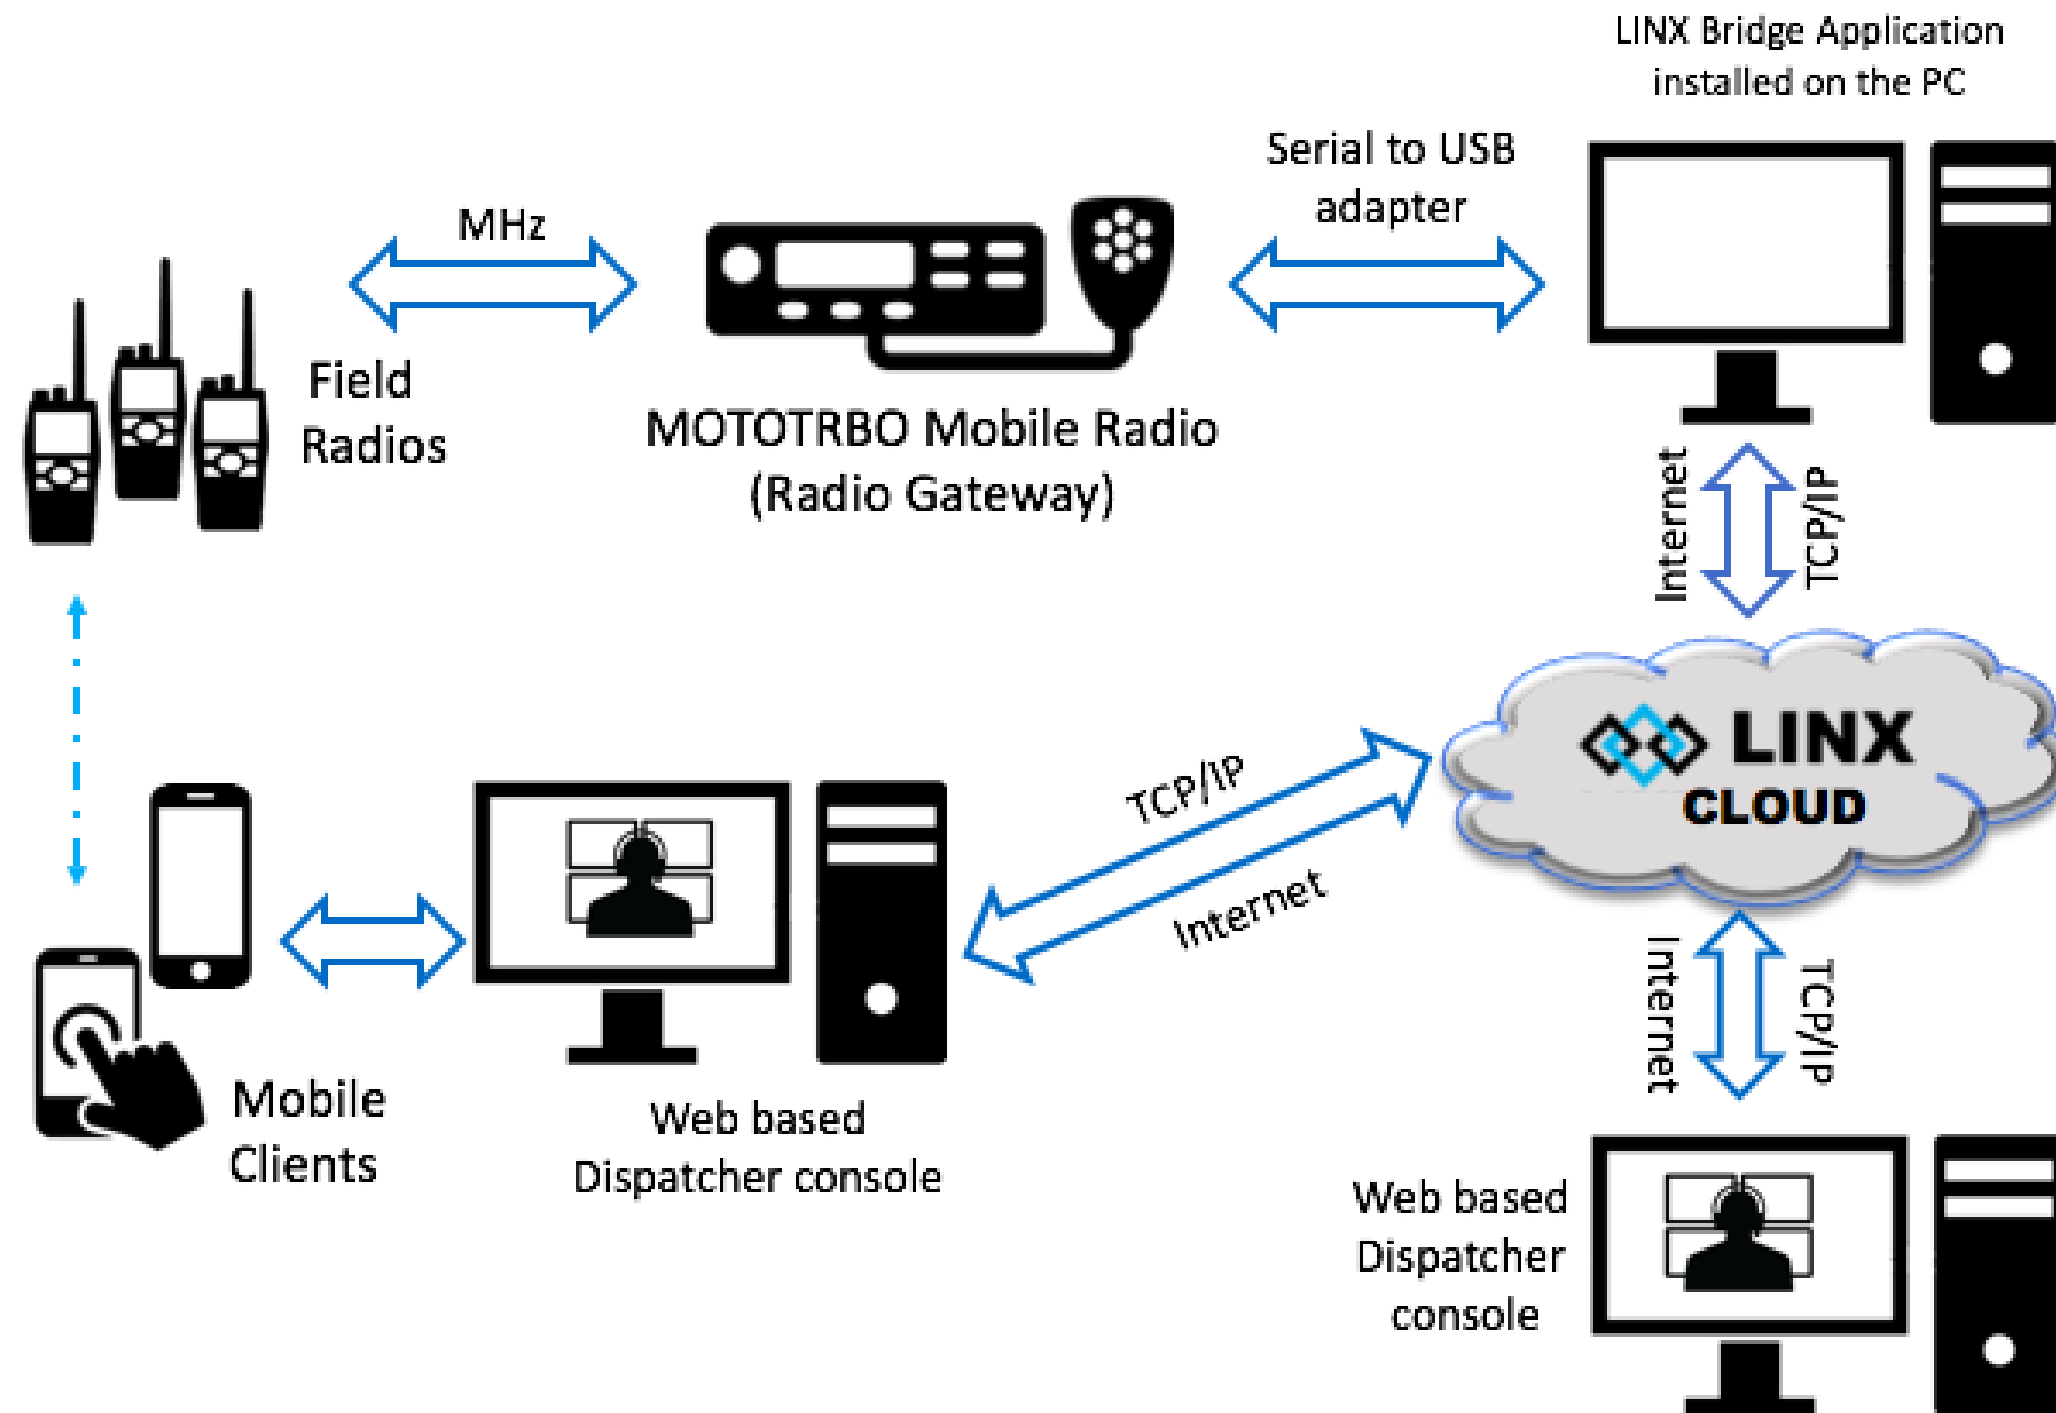 LINX Bridge Application
installed on the PC
Serial to USB
adapter
MHz
Field
Radios
MOTOTRBO Mobile Radio
(Radio Gateway)
Internet
TCP/IP
LINX
CLOUD
TCP/IP
Internet
Internet
TCP/IP
Mobile
Clients
Web based
Dispatcher console
Web based
Dispatcher
console